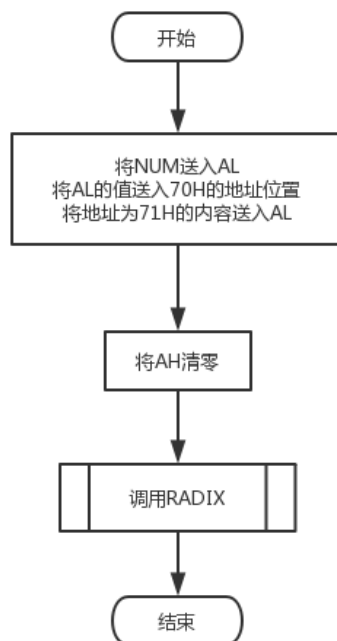 开始
将NUM送入AL
将AL的值送入70H的地址位置
将地址为71H的内容送入AL
将AH清零
调用RADIX
结束